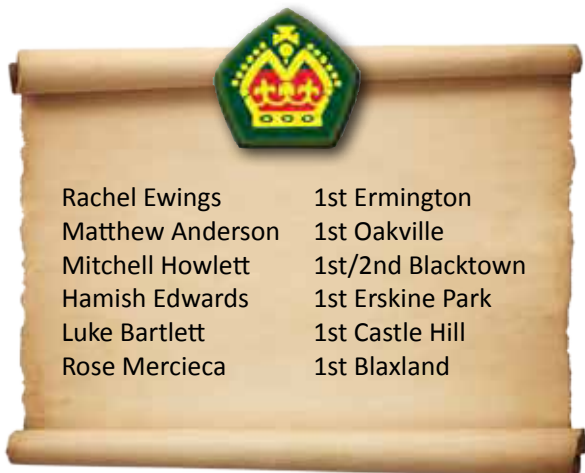 Rachel Ewings 1st Ermington
Matthew Anderson 1st Oakville
Mitchell Howlett 1st/2nd Blacktown
Hamish Edwards 1st Erskine Park
Luke Bartlett 1st Castle Hill
Rose Mercieca 1st Blaxland